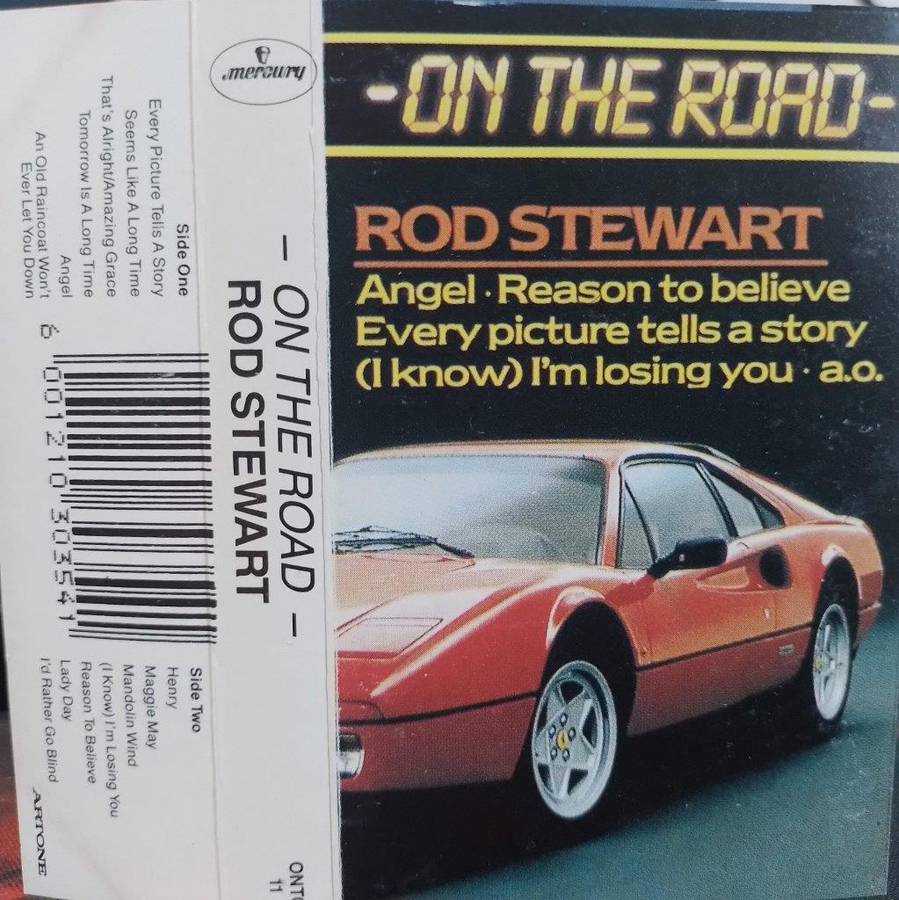 mercury
-ON THE ROAD-
ROD STEWART
Angel · Reason to believe
Every picture tells a story
(I know) I'm losing you · a.o.
- ON THE ROAD -
ROD STEWART
11
Side One
Every Picture Tells A Story
Seems Like A Long Time
That's Alright/Amazing Grace
Tomorrow Is A Long Time
Angel
An Old Raincoat Won't
Ever Let You Down
6 001210 303541
Side Two
Henry
Maggie May
Mandolin Wind
(I Know) I'm Losing You
Reason To Believe
Lady Day
I'd Rather Go Blind
ARTONE